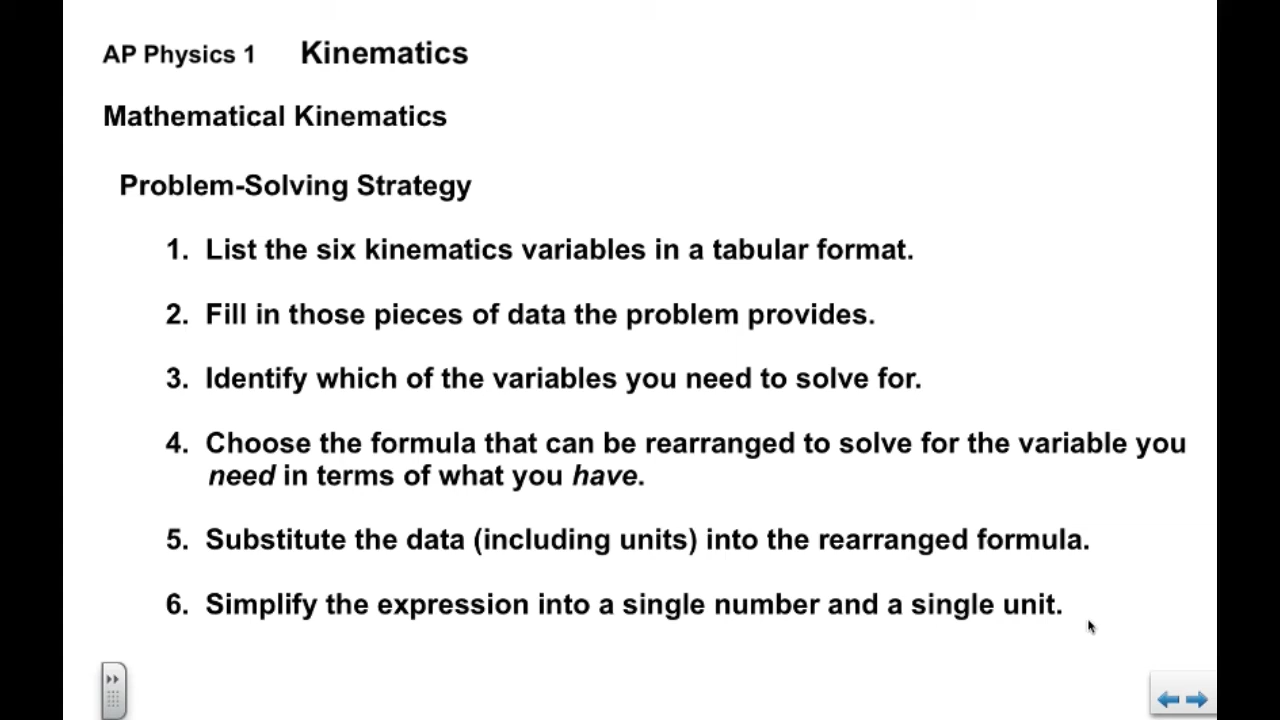 AP Physics 1 Kinematics
Mathematical Kinematics
Problem-Solving Strategy
1. List the six kinematics variables in a tabular format.
2. Fill in those pieces of data the problem provides.
3. Identify which of the variables you need to solve for.
4. Choose the formula that can be rearranged to solve for the variable you
need in terms of what you have.
5. Substitute the data (including units) into the rearranged formula.
6. Simplify the expression into a single number and a single unit.